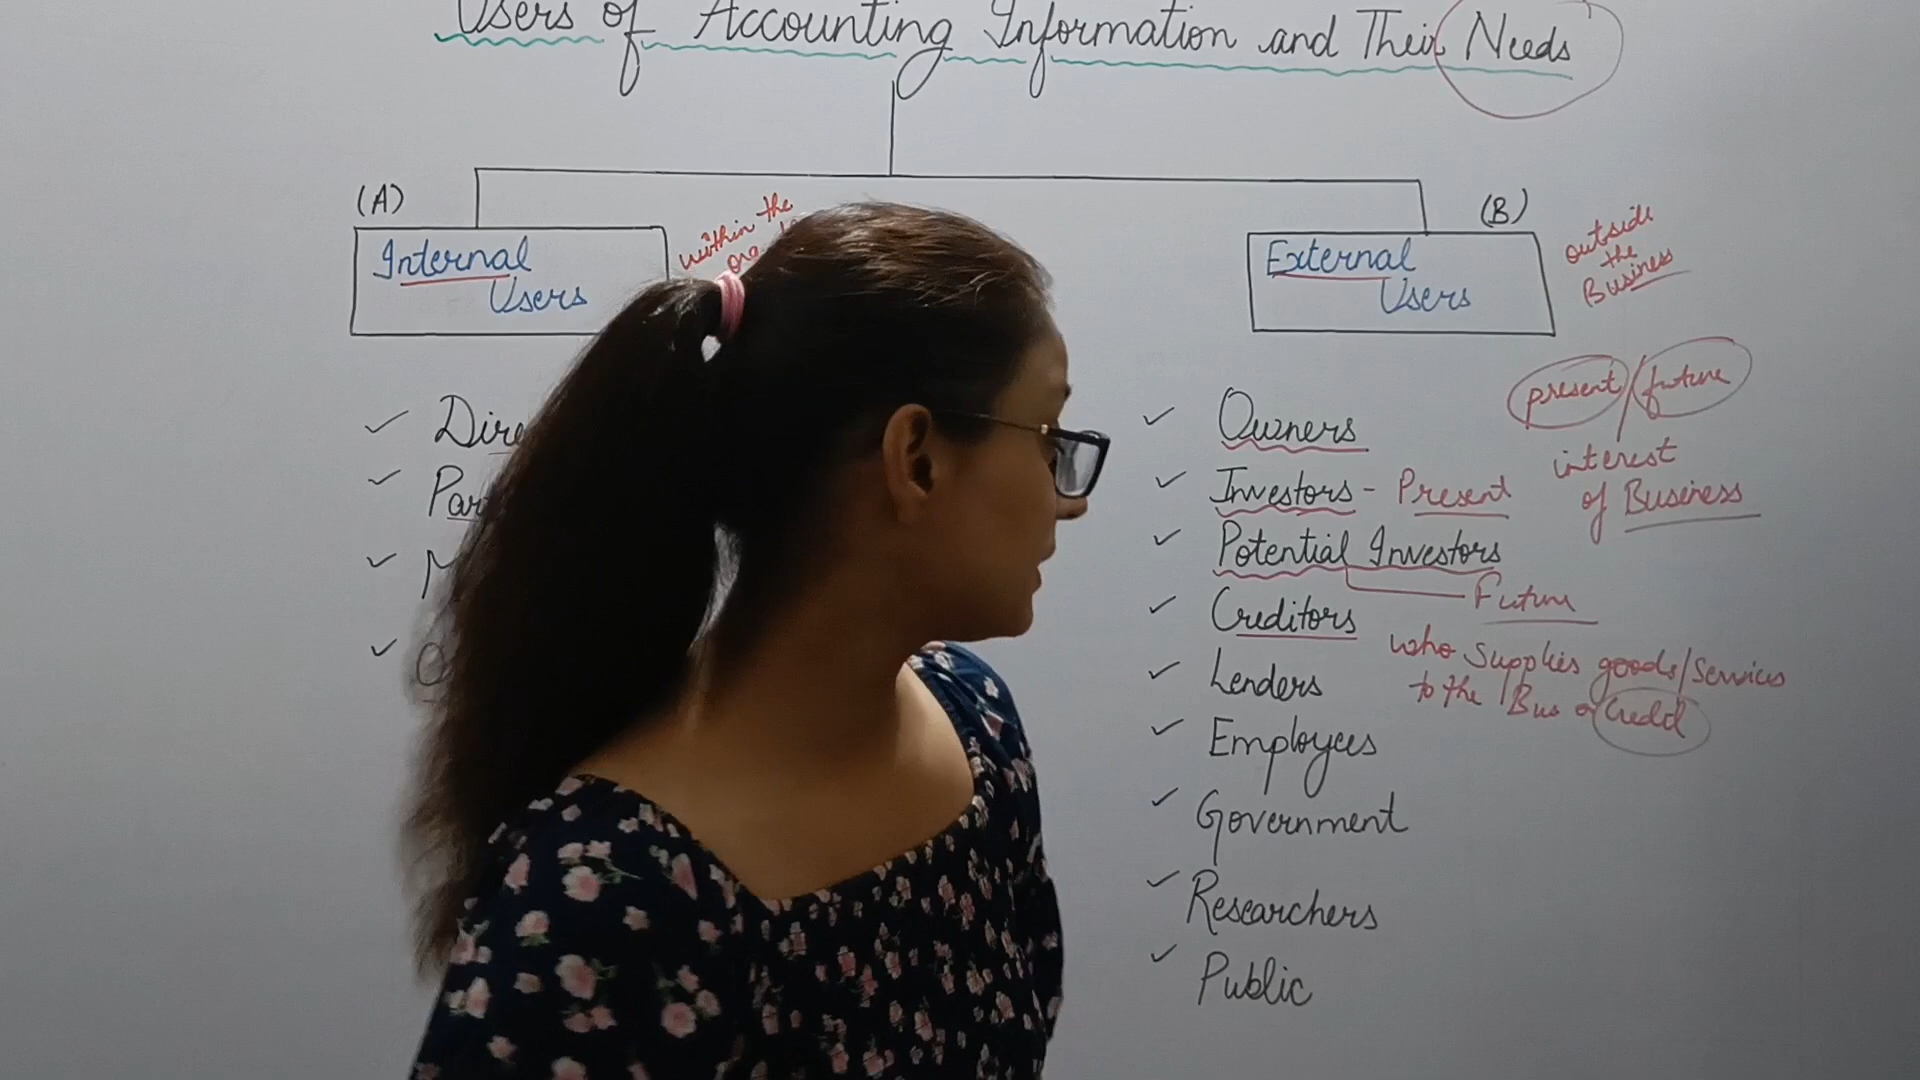 Users of Accounting Information and Their Needs
(A)
Internal
Users
within the
(B)
External
Users
outside
the
Business
present / future
interest
of Business
✓ Owners
✓ Investors - Present
✓ Potential Investors
Future
✓ Creditors
who supplies goods/services
to the Bus
✓ Lenders
✓ Employees
✓ Government
✓ Researchers
✓ Public